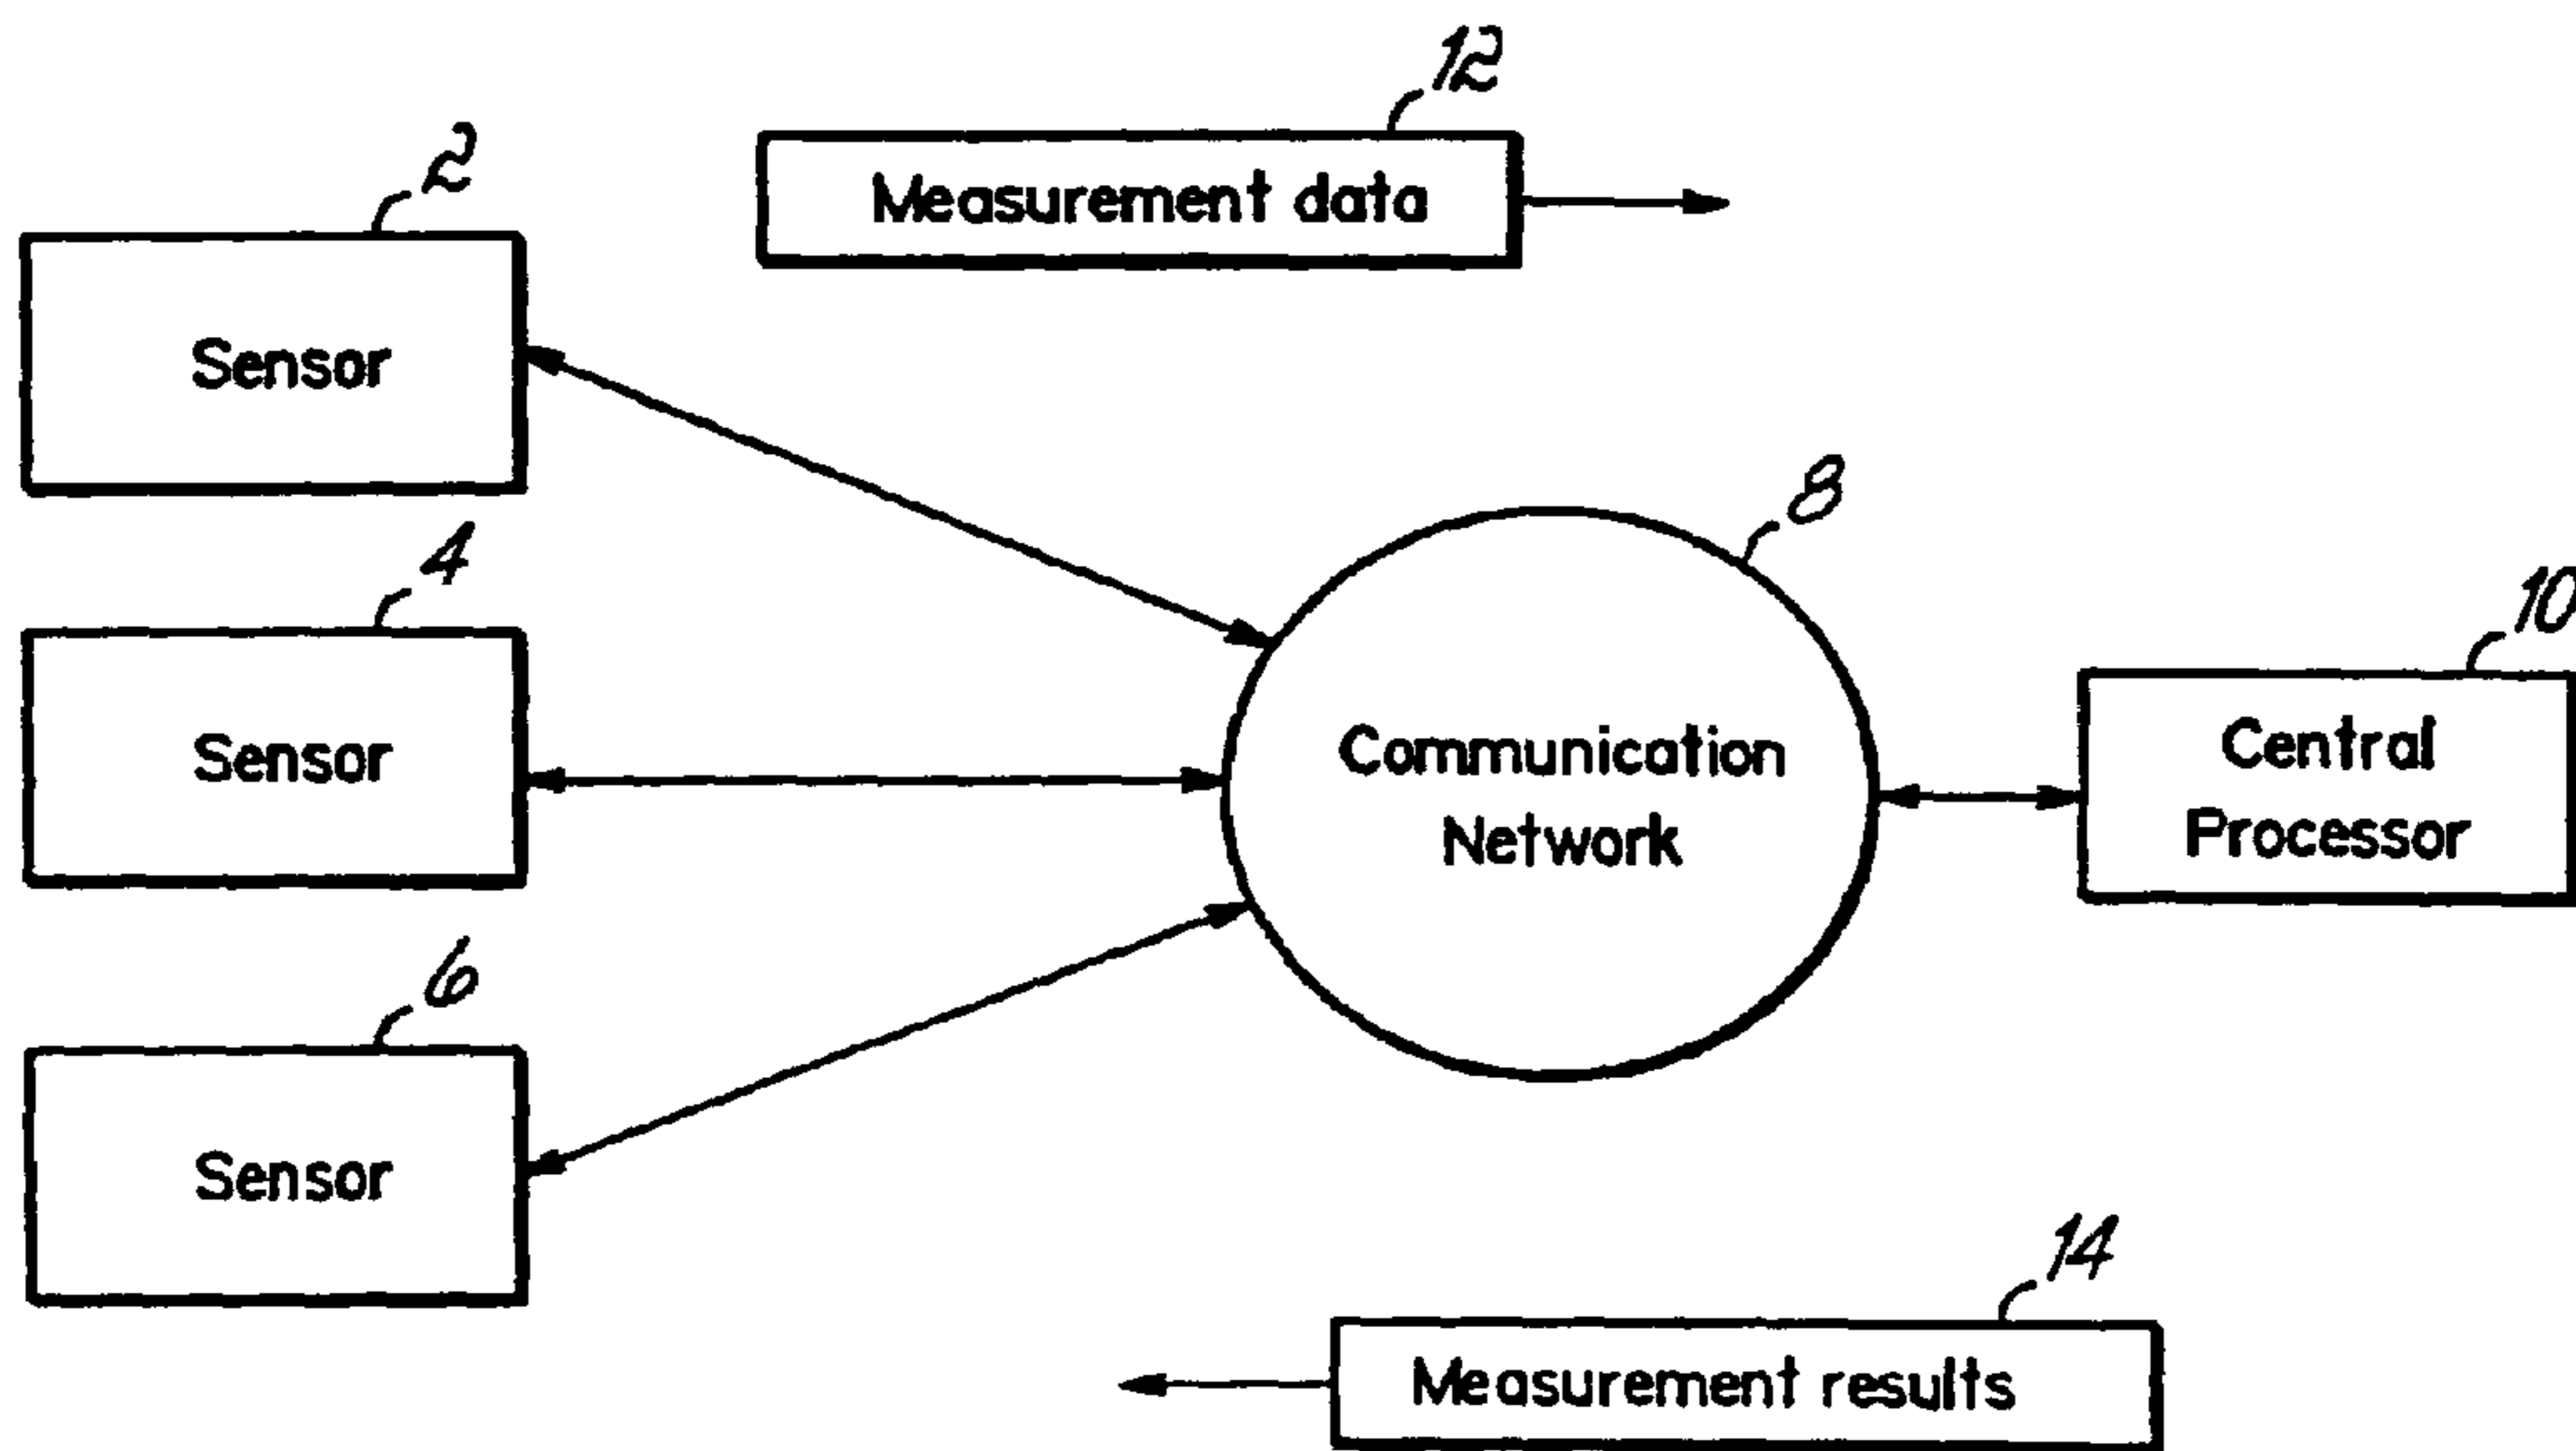 12
Measurement data
2
Sensor
8
4
Sensor
10
Communication
Network
Central
Processor
6
Sensor
14
Measurement results